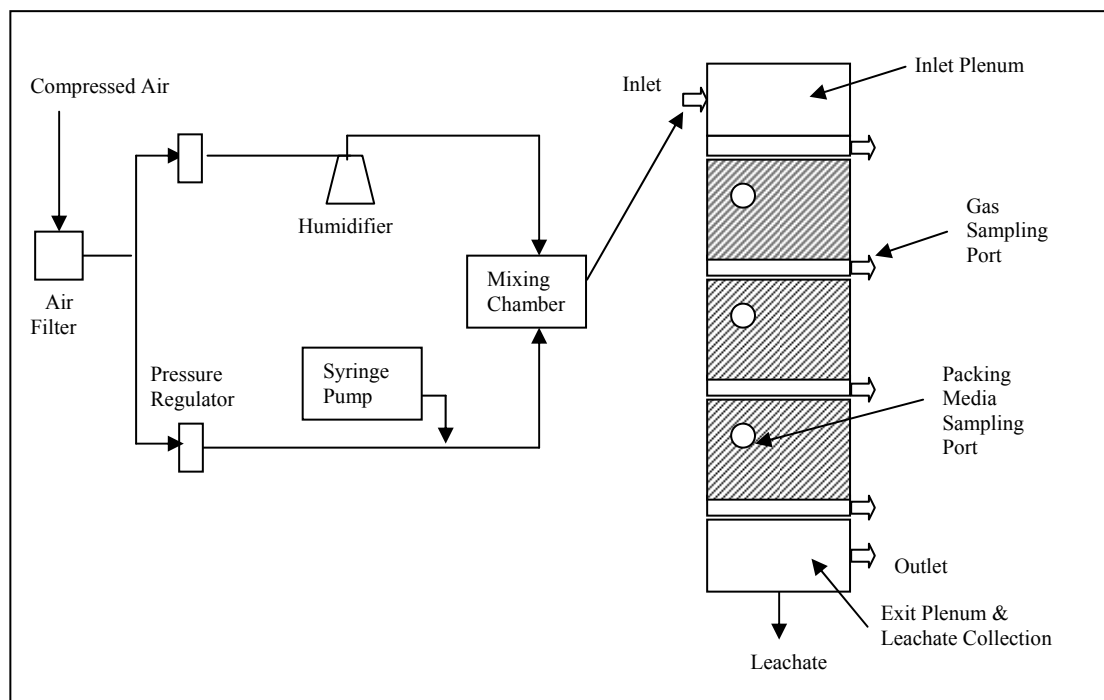 Compressed Air
Air
Filter
Humidifier
Pressure
Regulator
Syringe
Pump
Mixing
Chamber
Inlet
Inlet Plenum
Gas
Sampling
Port
Packing
Media
Sampling
Port
Outlet
Exit Plenum &
Leachate Collection
Leachate